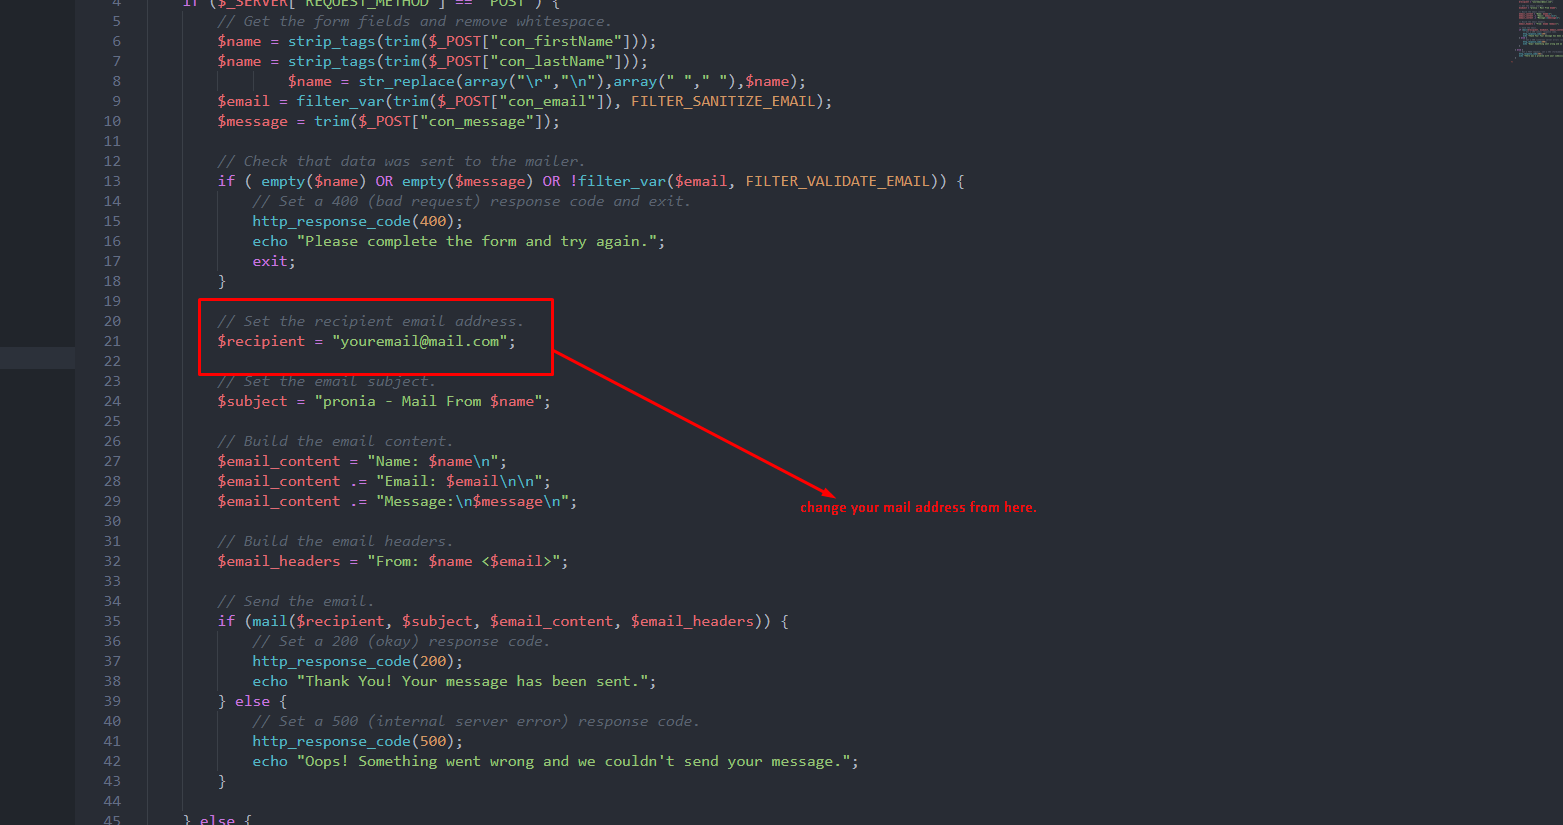 4 if ($_SERVER["REQUEST_METHOD"] == "POST") {
5 // Get the form fields and remove whitespace.
6 $name = strip_tags(trim($_POST["con_firstName"]));
7 $name = strip_tags(trim($_POST["con_lastName"]));
8 $name = str_replace(array("\r","\n"),array(" "," "),$name);
9 $email = filter_var(trim($_POST["con_email"]), FILTER_SANITIZE_EMAIL);
10 $message = trim($_POST["con_message"]);
11
12 // Check that data was sent to the mailer.
13 if ( empty($name) OR empty($message) OR !filter_var($email, FILTER_VALIDATE_EMAIL)) {
14 // Set a 400 (bad request) response code and exit.
15 http_response_code(400);
16 echo "Please complete the form and try again.";
17 exit;
18 }
19
20 // Set the recipient email address.
21 $recipient = "youremail@mail.com";
22
23 // Set the email subject.
24 $subject = "pronia - Mail From $name";
25
26 // Build the email content.
27 $email_content = "Name: $name\n";
28 $email_content .= "Email: $email\n\n";
29 $email_content .= "Message:\n$message\n";
change your mail address from here.
30
31 // Build the email headers.
32 $email_headers = "From: $name <$email>";
33
34 // Send the email.
35 if (mail($recipient, $subject, $email_content, $email_headers)) {
36 // Set a 200 (okay) response code.
37 http_response_code(200);
38 echo "Thank You! Your message has been sent.";
39 } else {
40 // Set a 500 (internal server error) response code.
41 http_response_code(500);
42 echo "Oops! Something went wrong and we couldn't send your message.";
43 }
44
45 } else {